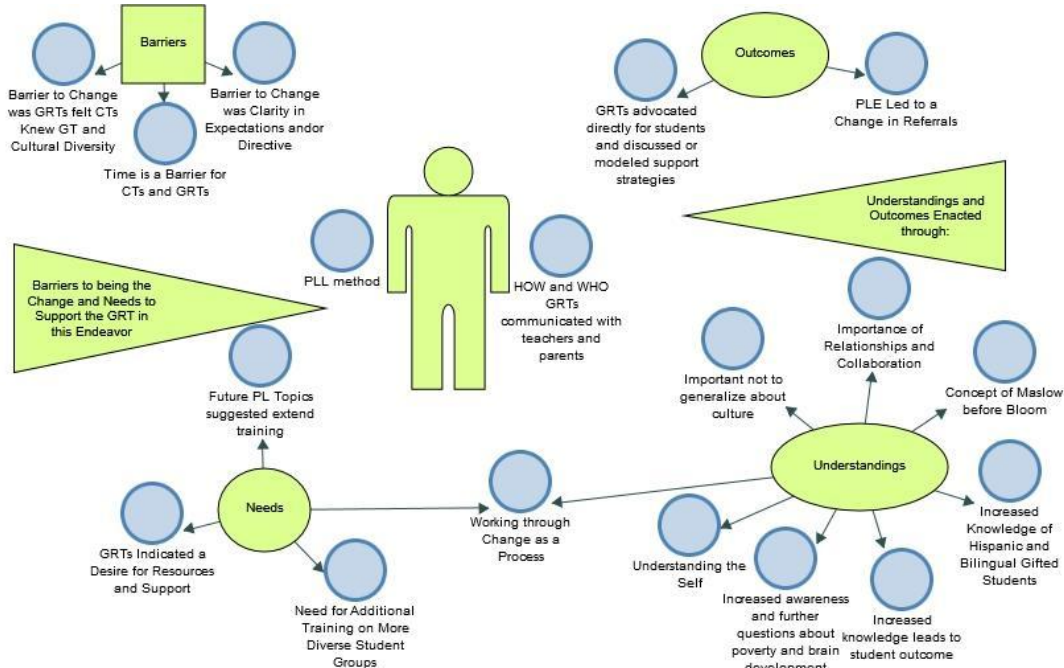 Barriers
Barrier to Change
was GRTs felt CTs
Knew GT and
Cultural Diversity
Time is a Barrier for
CTs and GRTs
Barrier to Change
was Clarity in
Expectations andor
Directive
Outcomes
GRTs advocated
directly for students
and discussed or
modeled support
strategies
PLE Led to a
Change in Referrals
Understandings and
Outcomes Enacted
through:
Barriers to being the
Change and Needs to
Support the GRT in
this Endeavor
PLL method
HOW and WHO
GRTs
communicated with
teachers and
parents
Future PL Topics
suggested extend
training
Needs
GRTs Indicated a
Desire for Resources
and Support
Need for Additional
Training on More
Diverse Student
Groups
Working through
Change as a
Process
Important not to
generalize about
culture
Importance of
Relationships and
Collaboration
Concept of Maslow
before Bloom
Understandings
Understanding the
Self
Increased awareness
and further
questions about
poverty and brain
development
Increased
knowledge leads to
student outcome
Increased
Knowledge of
Hispanic and
Bilingual Gifted
Students